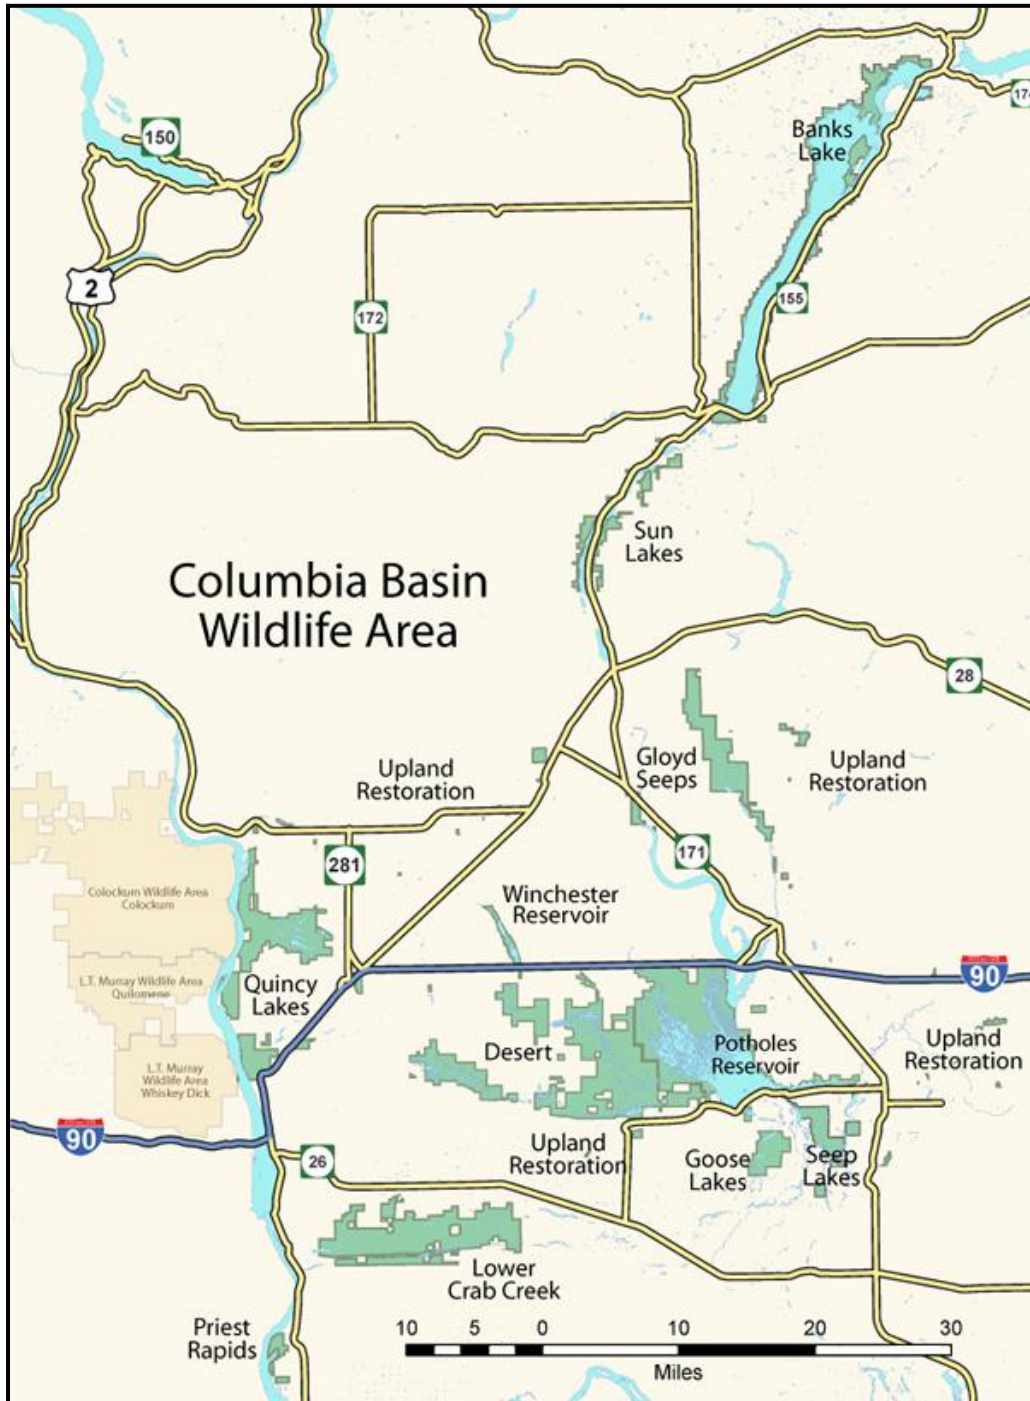 150
Banks
Lake
174
2
172
155
Sun
Lakes
Columbia Basin
Wildlife Area
28
Upland
Restoration
Gloyd
Seeps
Upland
Restoration
281
171
Colockum Wildlife Area
Colockum
Winchester
Reservoir
L.T. Murray Wildlife Area
Quilomene
Quincy
Lakes
90
Desert
Potholes
Reservoir
Upland
Restoration
L.T. Murray
Wildlife Area
Whiskey Dick
90
26
Upland
Restoration
Goose
Lakes
Seep
Lakes
Lower
Crab Creek
Priest
Rapids
10 5 0 10 20 30
Miles